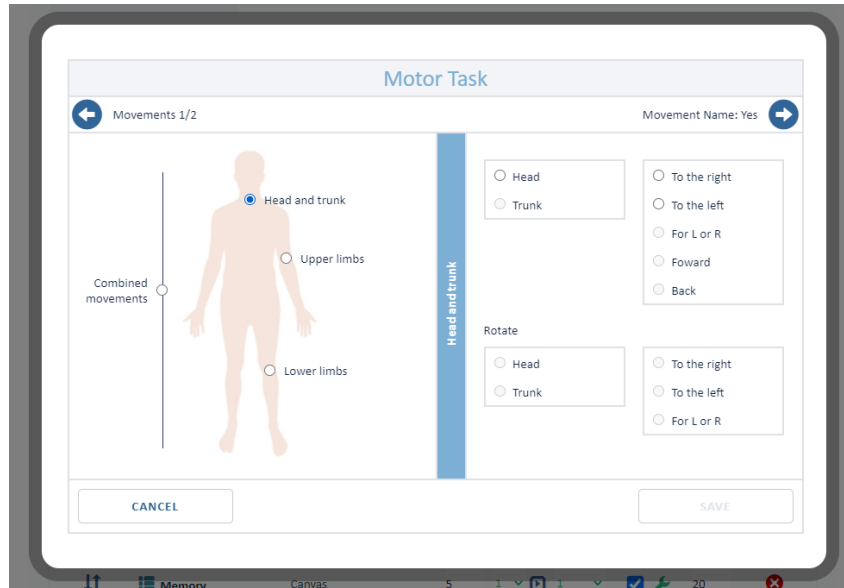 Motor Task
Movements 1/2
Movement Name: Yes
Head and trunk
Upper limbs
Combined
movements
Lower limbs
Head and trunk
Head
Trunk
To the right
To the left
For L or R
Foward
Back
Rotate
Head
Trunk
To the right
To the left
For L or R
CANCEL
SAVE
Memory Canvas 5 1 1 20